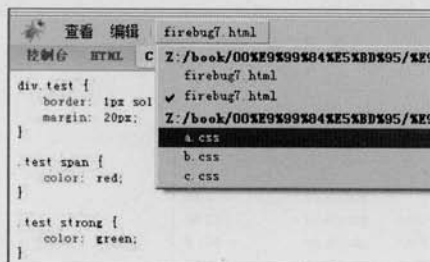 查看 编辑 firebug7.html
控制台 HTML C
Z:/book/00%E9%99%84%E5%BD%95/%E9
firebug7.html
✓ firebug7.html
Z:/book/00%E9%99%84%E5%BD%95/%E9
a.css
b.css
c.css
div.test {
border: 1px sol
margin: 20px;
}
.test span {
color: red;
}
.test strong {
color: green;
}